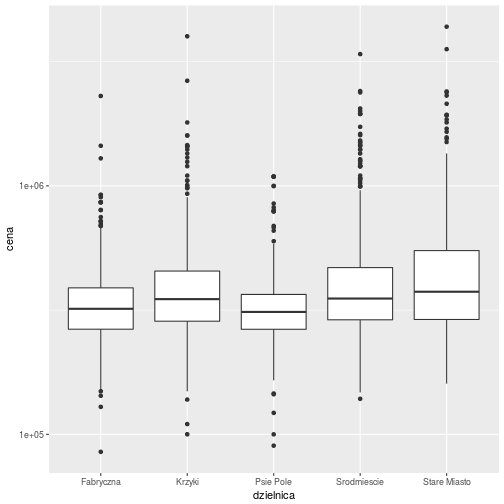 cena
1e+06
1e+05
Fabryczna Krzyki Psie Pole Srodmiescie Stare Miasto
dzielnica